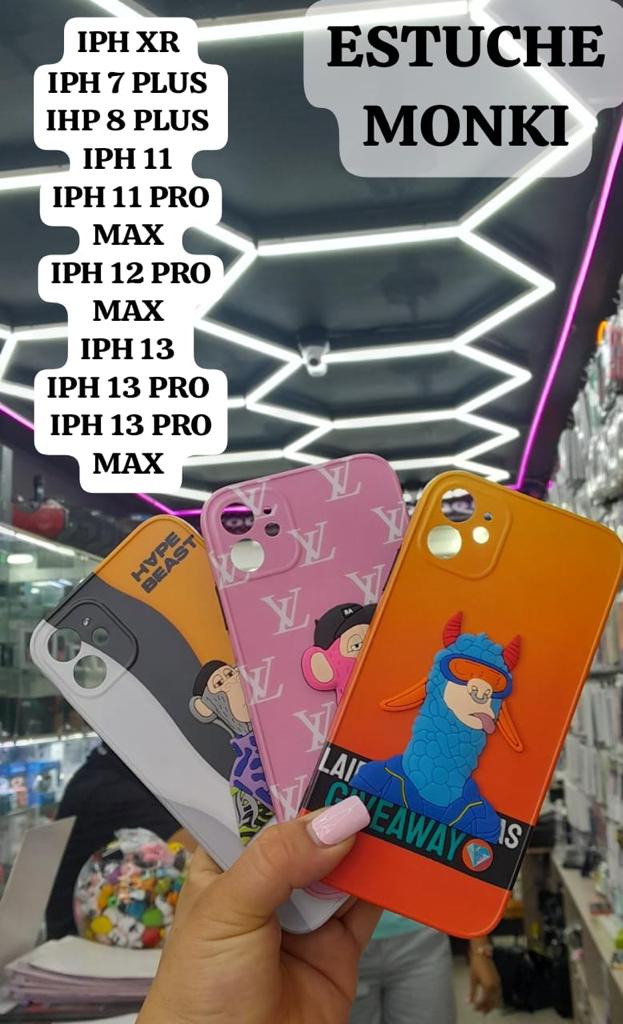 ESTUCHE
MONKI
IPH XR
IPH 7 PLUS
IHP 8 PLUS
IPH 11
IPH 11 PRO
MAX
IPH 12 PRO
MAX
IPH 13
IPH 13 PRO
IPH 13 PRO
MAX
HAPE
BEAST
GIVEAWAY